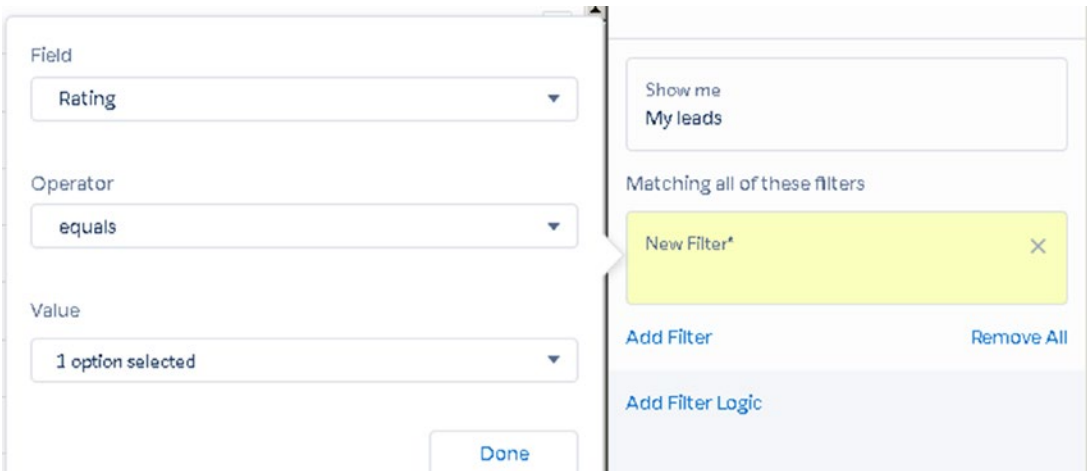 Field
Rating
Operator
equals
Value
1 option selected
Done
Show me
My leads
Matching all of these filters
New Filter*
Add Filter
Remove All
Add Filter Logic